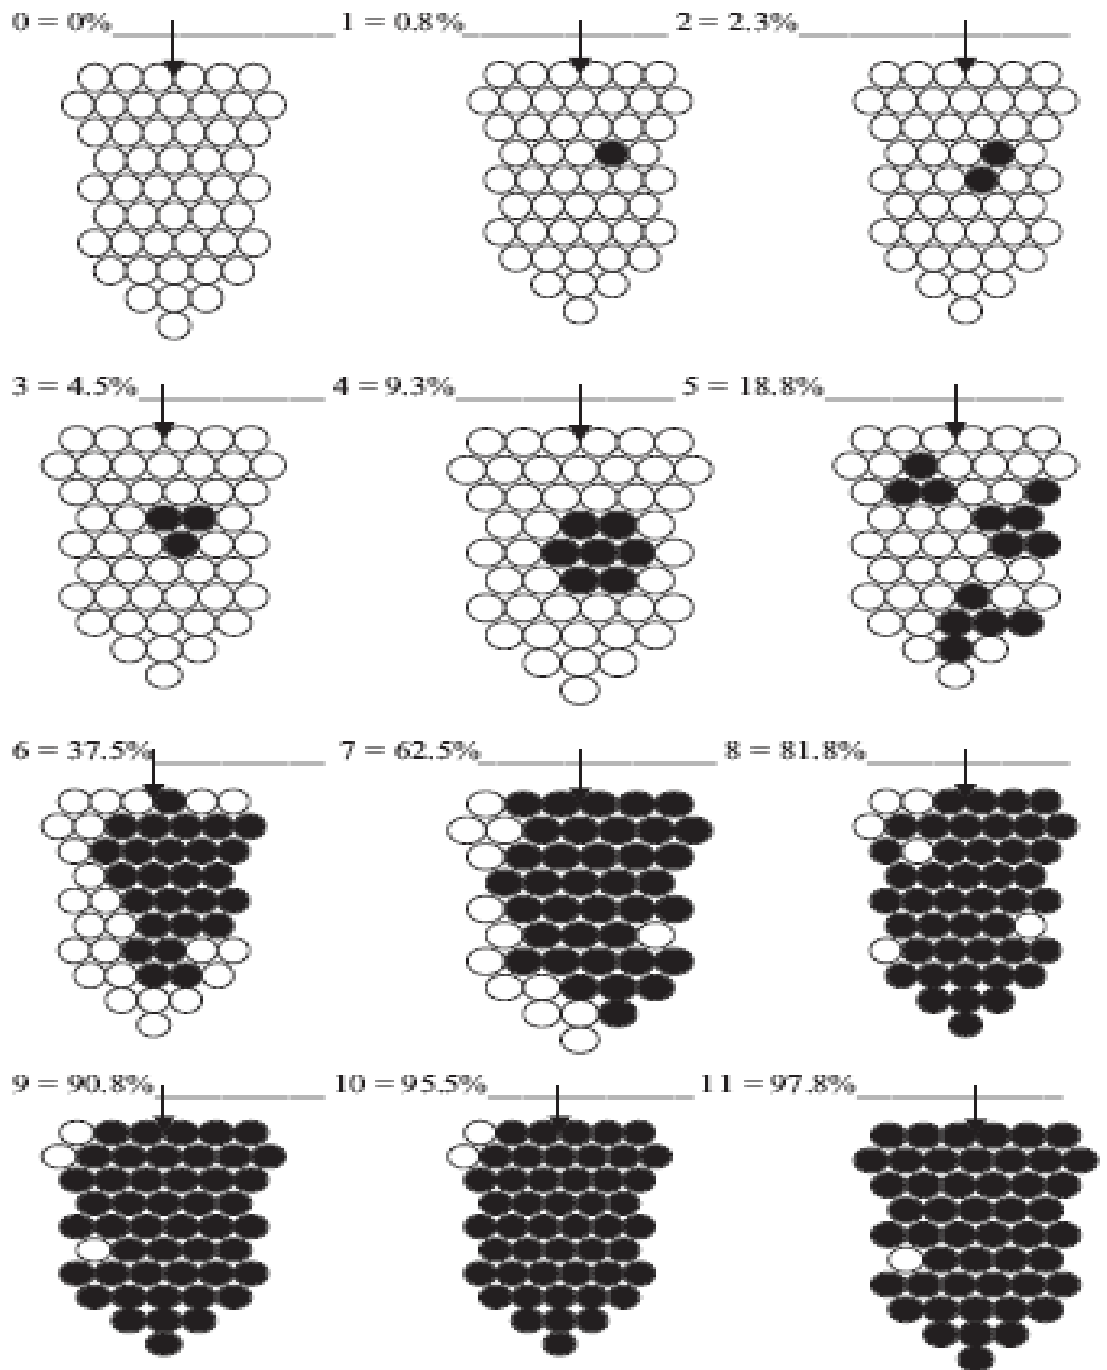 0 = 0% 1 = 0.8% 2 = 2.3%
3 = 4.5% 4 = 9.3% 5 = 18.8%
6 = 37.5% 7 = 62.5% 8 = 81.8%
9 = 90.8% 10 = 95.5% 11 = 97.8%